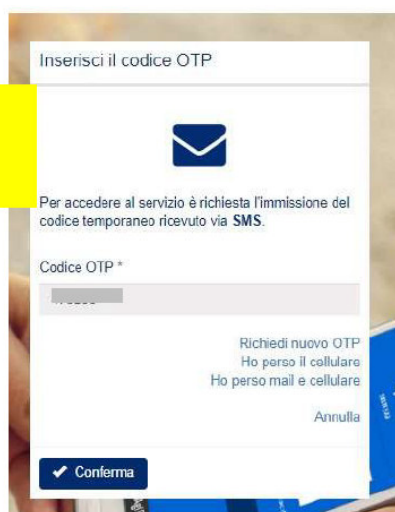 Inserisci il codice OTP
Per accedere al servizio è richiesta l'immissione del
codice temporaneo ricevuto via SMS.
Codice OTP *
Richiedi nuovo OTP
Ho perso il cellulare
Ho perso mail e cellulare
Annulla
Conferma